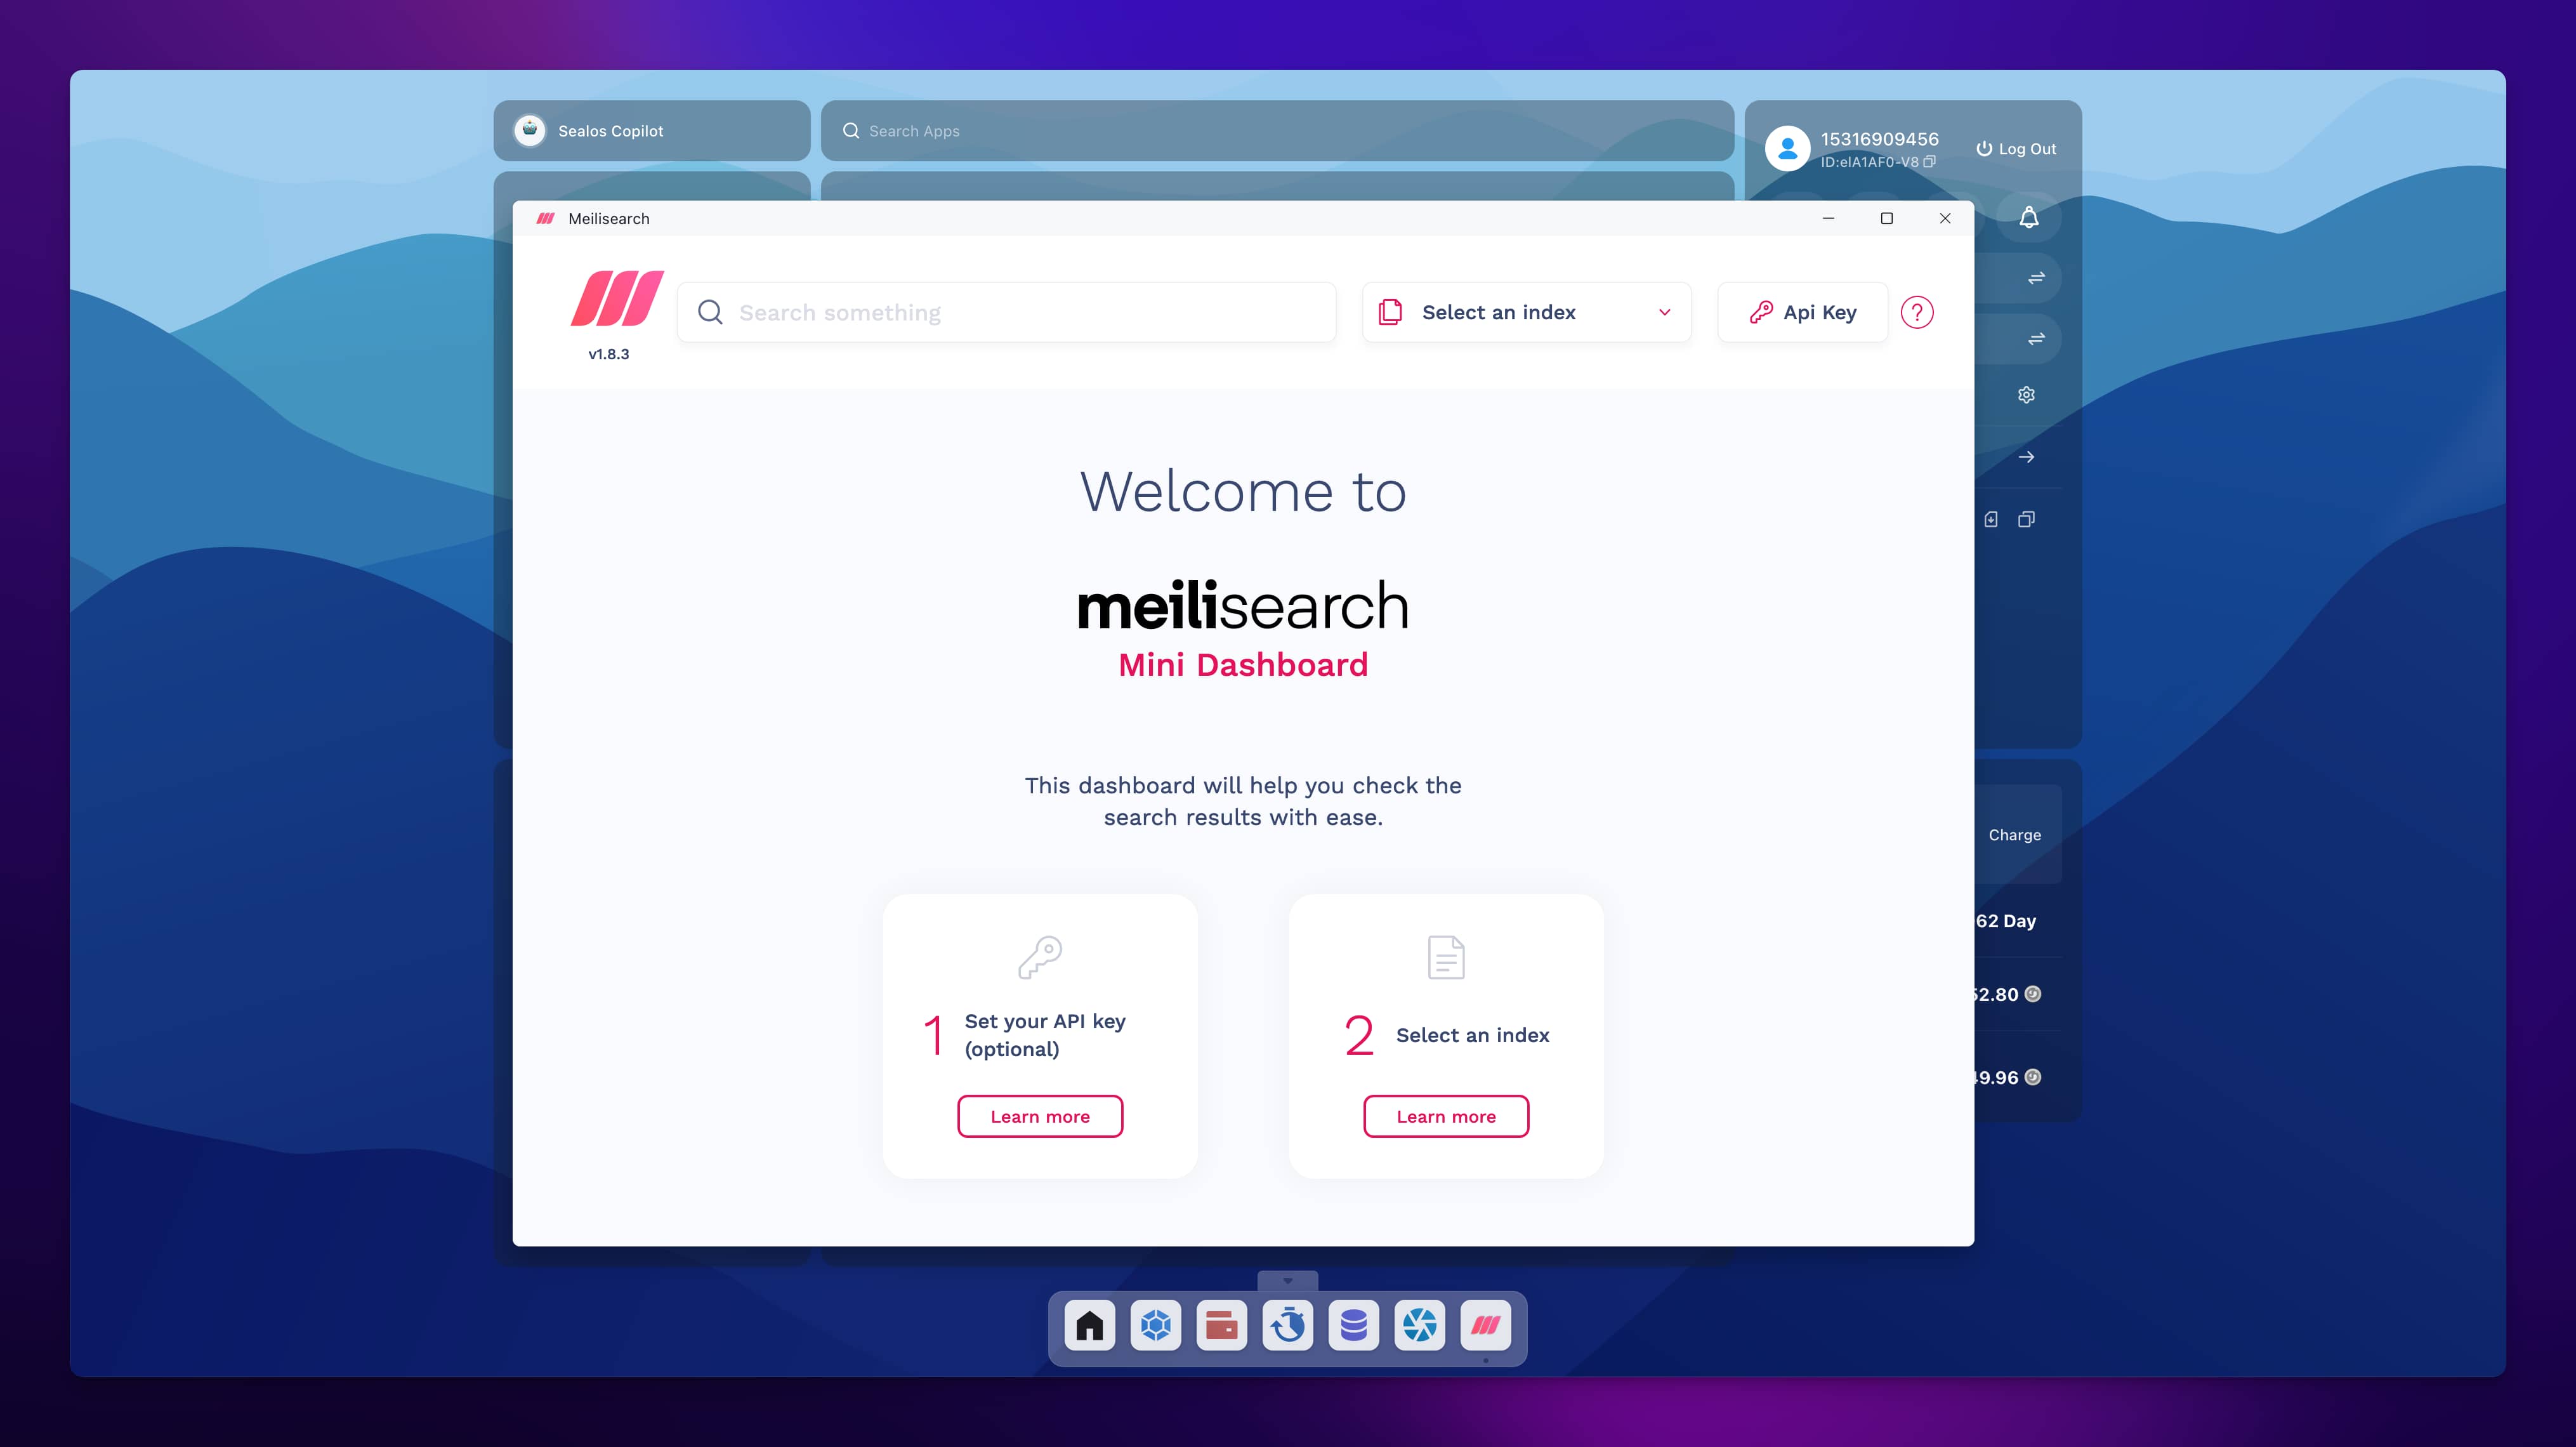 Sealos Copilot
Search Apps
15316909456
ID:elA1AF0-V8
Log Out
Meilisearch
v1.8.3
Search something
Select an index
Api Key
?
Welcome to
meilisearch
Mini Dashboard
This dashboard will help you check the
search results with ease.
1
Set your API key
(optional)
Learn more
2
Select an index
Learn more
Charge
62 Day
2.80
9.96